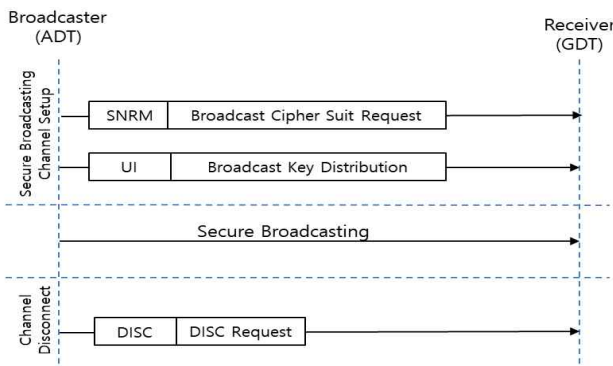 Broadcaster
(ADT)
Receiver
(GDT)
Secure Broadcasting
Channel Setup
SNRM
Broadcast Cipher Suit Request
UI
Broadcast Key Distribution
Secure Broadcasting
Channel
Disconnect
DISC
DISC Request